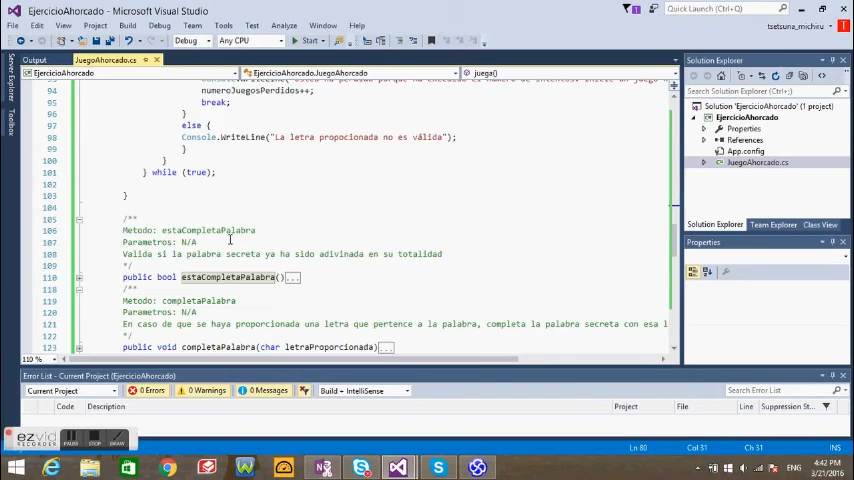 EjercicioAhorcado - Microsoft Visual Studio
Quick Launch (Ctrl+Q)
File Edit View Project Build Debug Team Tools Test Analyze Window Help
tsetsuna_michiru
Debug Any CPU Start
Output JuegoAhorcado.cs
EjercicioAhorcado EjercicioAhorcado.JuegoAhorcado juega()
94 numeroJuegosPerdidos++;
95 break;
96 }
97 else {
98 Console.WriteLine("La letra propocionada no es válida");
99 }
100 }
101 } while (true);
102
103 }
104
105 /**
106 Metodo: estaCompletaPalabra
107 Parametros: N/A
108 Valida si la palabra secreta ya ha sido adivinada en su totalidad
109 */
110 public bool estaCompletaPalabra()...
118 /**
119 Metodo: completaPalabra
120 Parametros: N/A
121 En caso de que se haya proporcionada una letra que pertenece a la palabra, completa la palabra secreta con esa l
122 */
123 public void completaPalabra(char letraProporcionada)...
110 %
Server Explorer
Toolbox
Solution Explorer
Search Solution Explorer (Ctrl+;)
Solution 'EjercicioAhorcado' (1 project)
EjercicioAhorcado
Properties
References
App.config
JuegoAhorcado.cs
Solution Explorer Team Explorer Class View
Properties
Error List - Current Project (EjercicioAhorcado)
Current Project 0 Errors 0 Warnings 0 Messages Build + IntelliSense
Search Error List
Code Description Project File Line Suppression St...
ezvid
RECORDER
PAUSE STOP DRAW
Ln 80 Col 31 Ch 31 INS
ENG
4:42 PM
3/21/2016